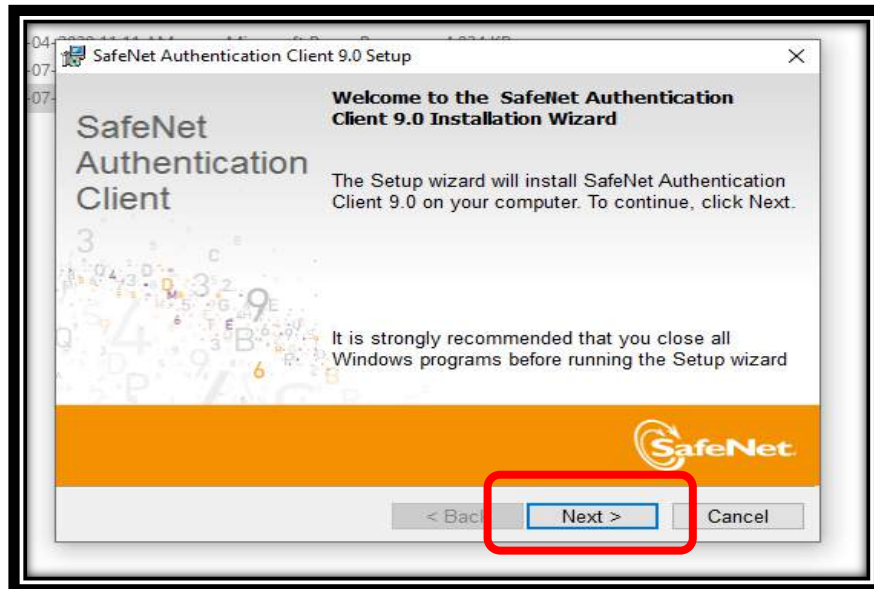 SafeNet Authentication Client 9.0 Setup
SafeNet
Authentication
Client
Welcome to the SafeNet Authentication
Client 9.0 Installation Wizard
The Setup wizard will install SafeNet Authentication
Client 9.0 on your computer. To continue, click Next.
It is strongly recommended that you close all
Windows programs before running the Setup wizard
SafeNet.
< Back
Next >
Cancel